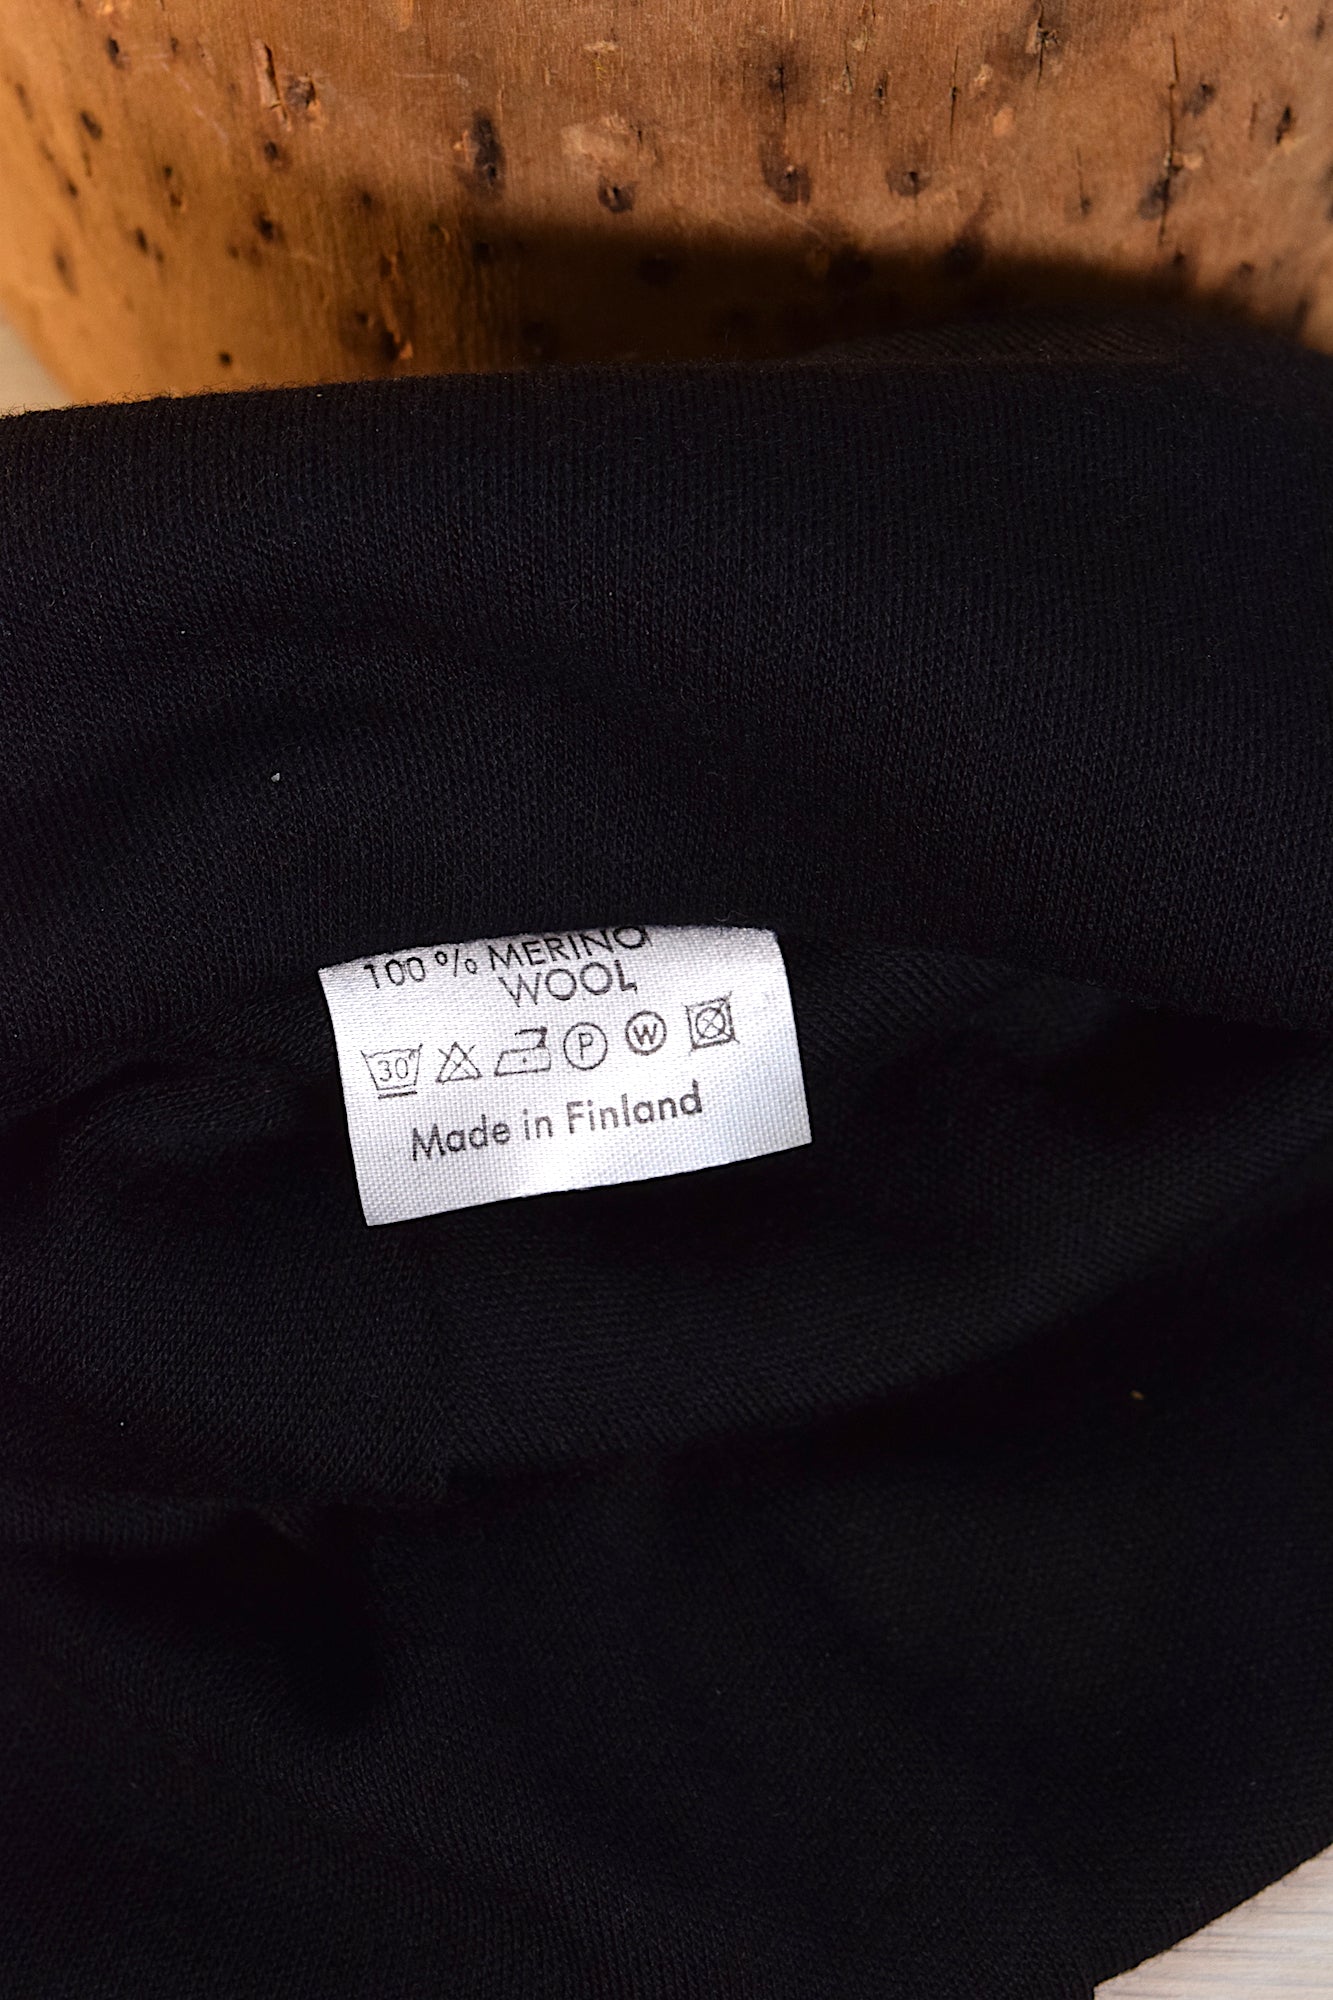 100 % MERINO
WOOL
30° P W
Made in Finland